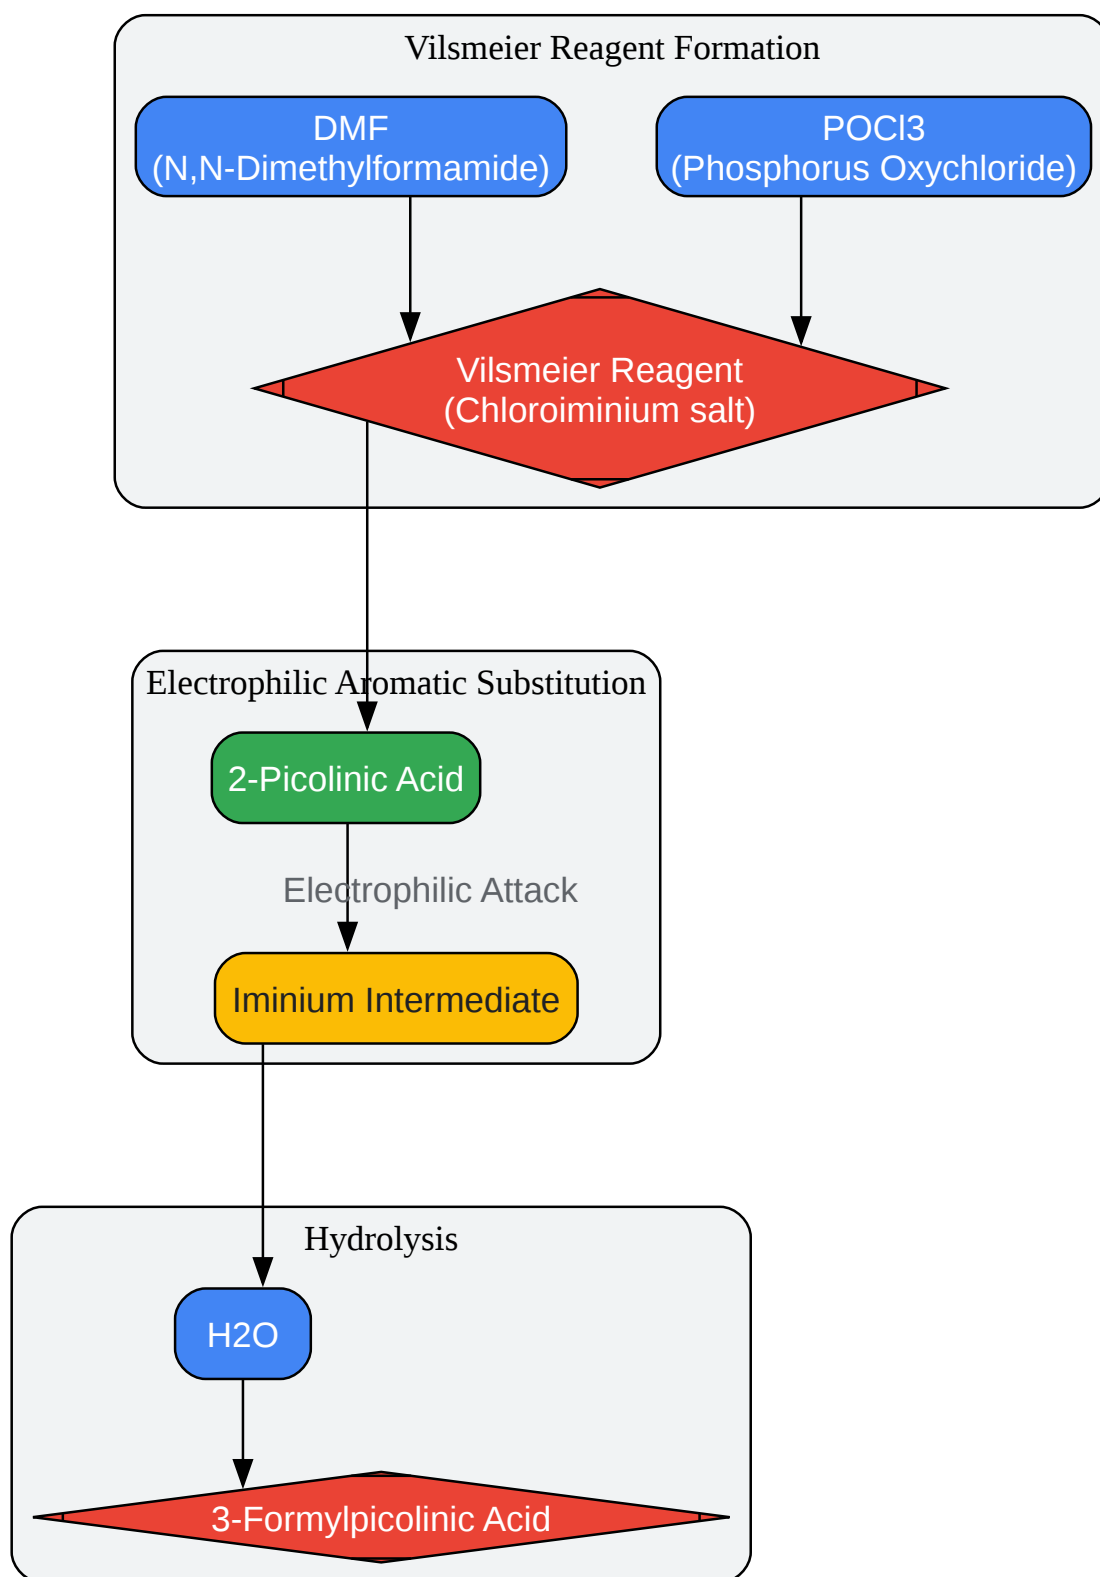 Vilsmeier Reagent Formation
DMF
(N,N-Dimethylformamide)
POCl3
(Phosphorus Oxychloride)
Vilsmeier Reagent
(Chloroiminium salt)
Electrophilic Aromatic Substitution
2-Picolinic Acid
Electrophilic Attack
Iminium Intermediate
Hydrolysis
H2O
3-Formylpicolinic Acid